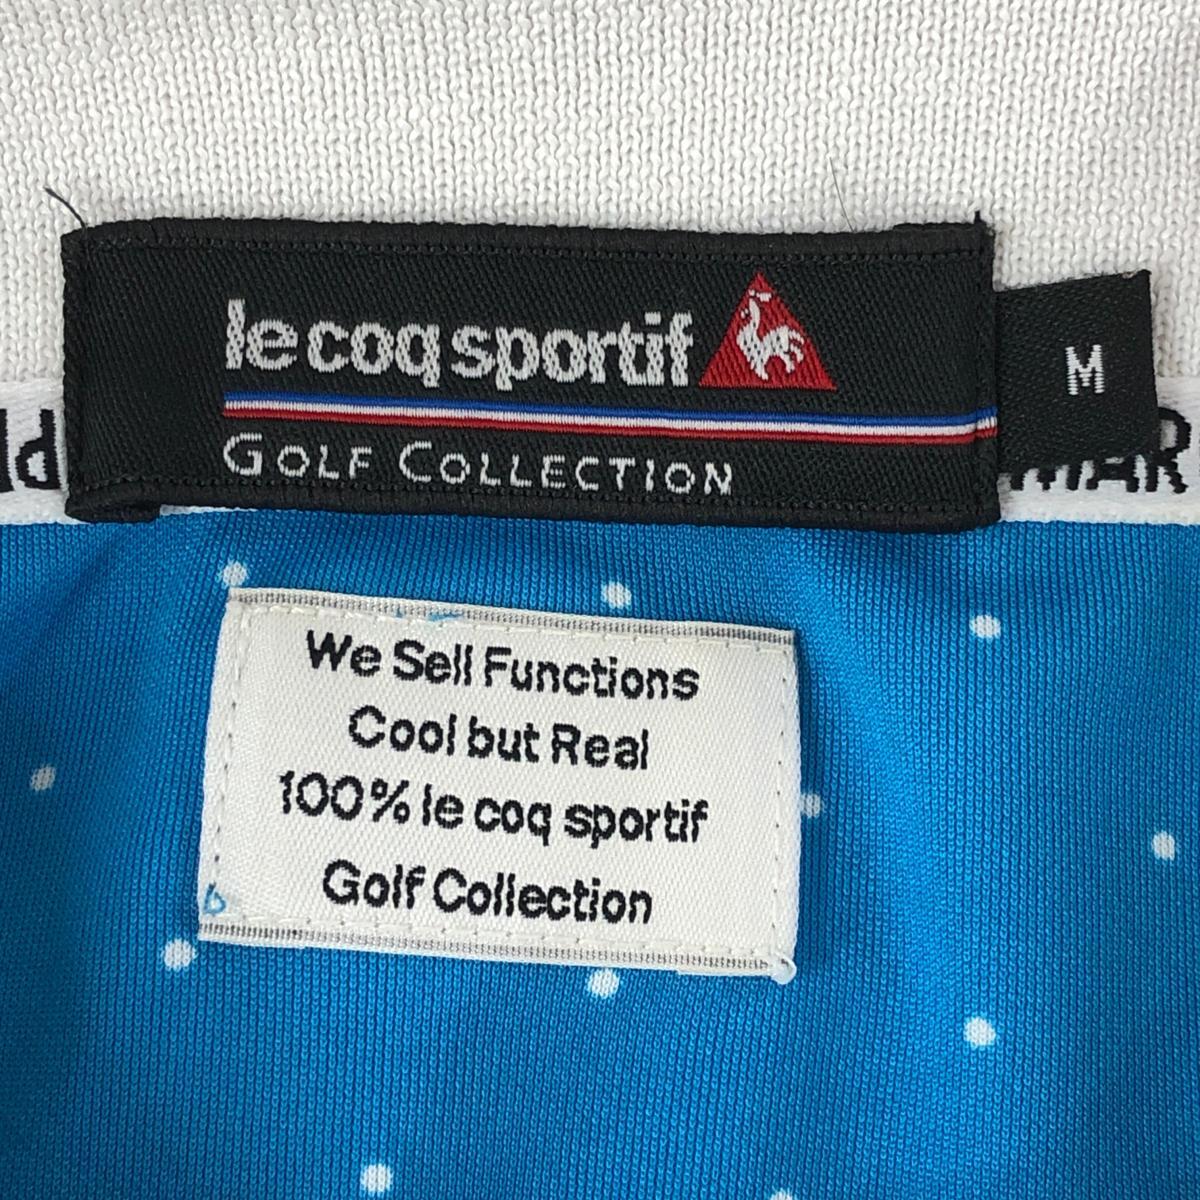 le coq sportif
GOLF COLLECTION
M
We Sell Functions
Cool but Real
100% le coq sportif
Golf Collection